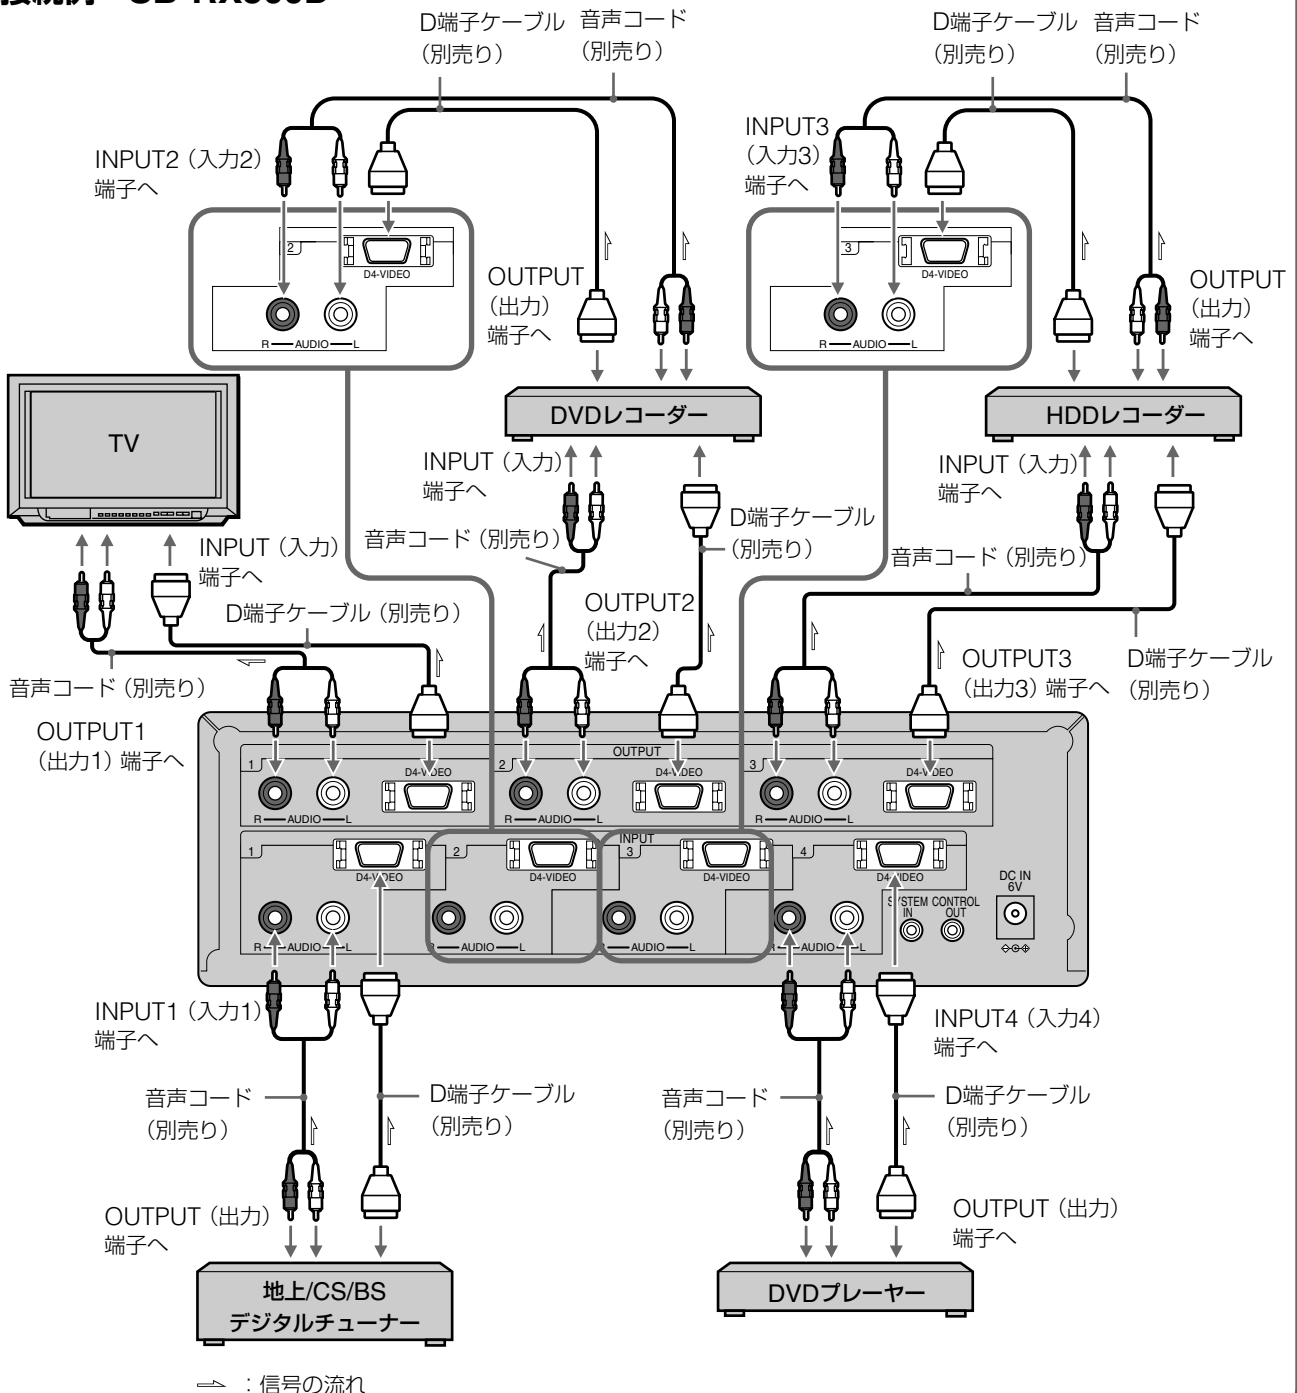 D端子ケーブル
（別売り）
音声コード
（別売り）
D端子ケーブル
（別売り）
音声コード
（別売り）
INPUT2（入力2）
端子へ
INPUT3
（入力3）
端子へ
2
D4-VIDEO
R AUDIO L
OUTPUT
（出力）
端子へ
3
D4-VIDEO
R AUDIO L
OUTPUT
（出力）
端子へ
TV
DVDレコーダー
HDDレコーダー
INPUT（入力）
端子へ
INPUT（入力）
端子へ
INPUT（入力）
端子へ
音声コード（別売り）
D端子ケーブル
（別売り）
音声コード（別売り）
D端子ケーブル（別売り）
OUTPUT2
（出力2）
端子へ
音声コード（別売り）
OUTPUT3
（出力3）端子へ
D端子ケーブル
（別売り）
OUTPUT1
（出力1）端子へ
OUTPUT
1
D4-VIDEO
R AUDIO L
2
D4-VIDEO
R AUDIO L
3
D4-VIDEO
R AUDIO L
INPUT
1
D4-VIDEO
R AUDIO L
2
D4-VIDEO
R AUDIO L
3
D4-VIDEO
R AUDIO L
4
D4-VIDEO
R AUDIO L
SYSTEM CONTROL
IN OUT
DC IN
6V
INPUT1（入力1）
端子へ
INPUT4（入力4）
端子へ
音声コード
（別売り）
D端子ケーブル
（別売り）
音声コード
（別売り）
D端子ケーブル
（別売り）
OUTPUT（出力）
端子へ
OUTPUT（出力）
端子へ
地上/CS/BS
デジタルチューナー
DVDプレーヤー
：信号の流れ